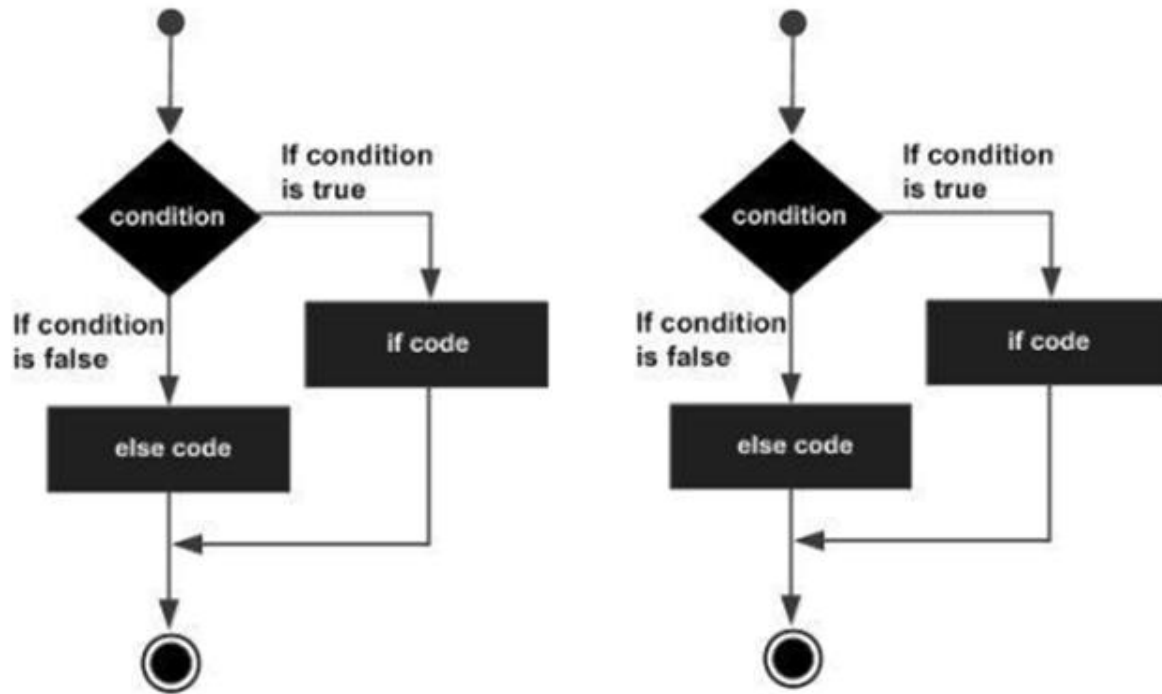 If condition
is true
condition
If condition
is false
if code
else code
If condition
is true
condition
If condition
is false
if code
else code